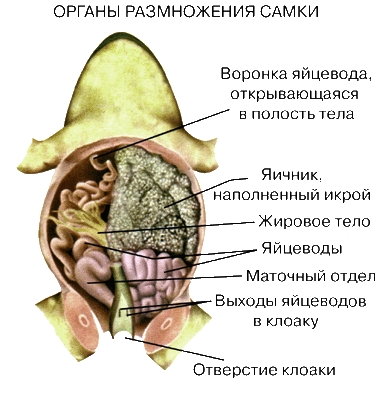 ОРГАНЫ РАЗМНОЖЕНИЯ САМКИ
Воронка яйцевода,
открывающаяся
в полость тела
Яичник,
наполненный икрой
Жировое тело
Яйцеводы
Маточный отдел
Выходы яйцеводов
в клоаку
Отверстие клоаки